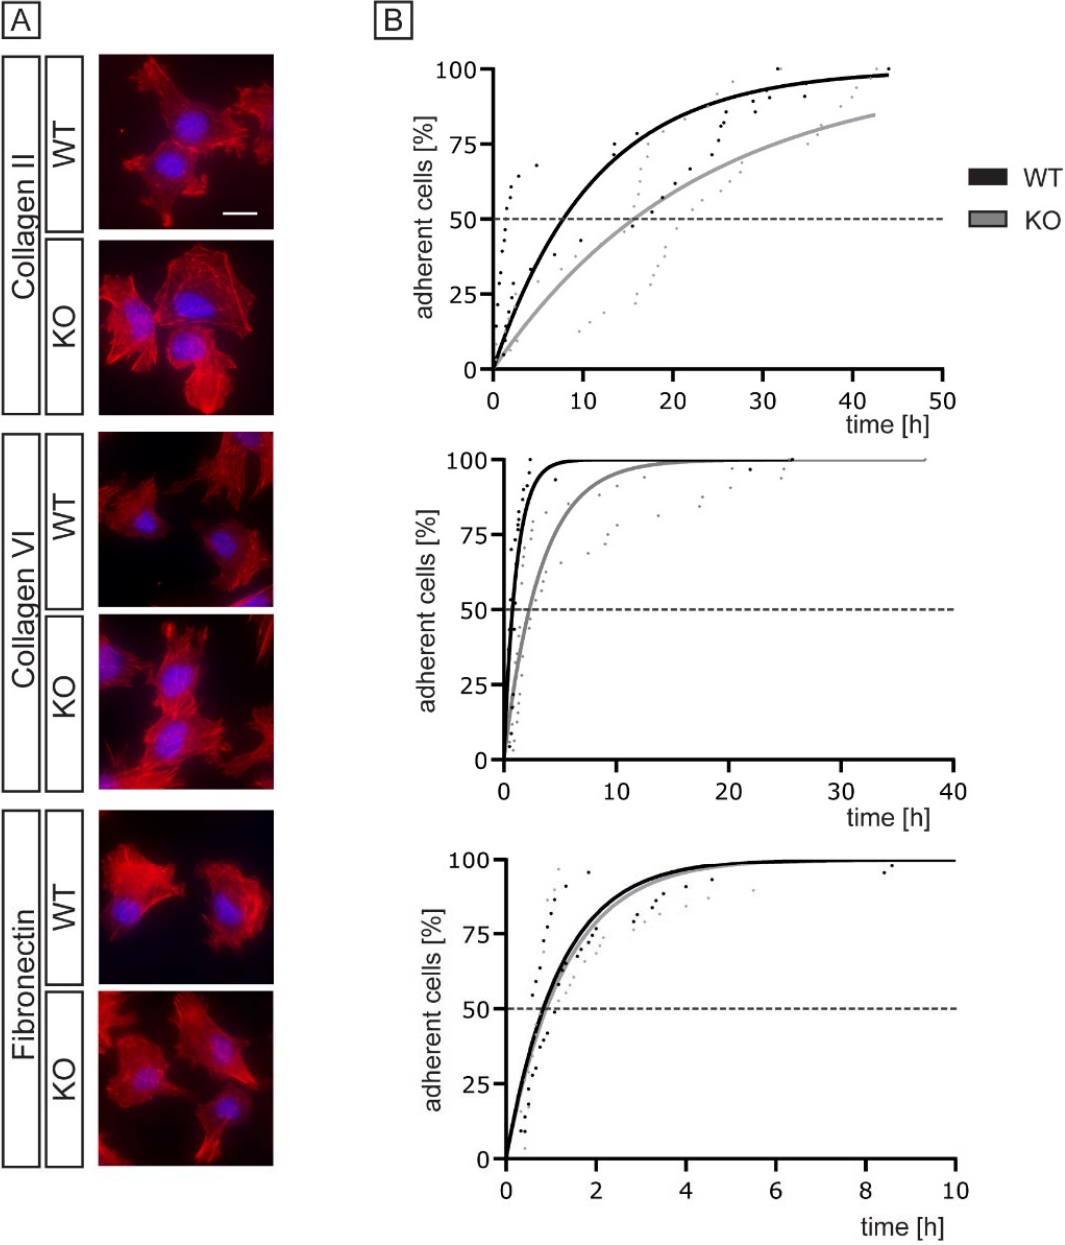 A
Collagen II
WT
KO
Collagen VI
WT
KO
Fibronectin
WT
KO
B
adherent cells [%]
100
75
50
25
0
0 10 20 30 40 50
time [h]
WT
KO
adherent cells [%]
100
75
50
25
0
0 10 20 30 40
time [h]
adherent cells [%]
100
75
50
25
0
0 2 4 6 8 10
time [h]